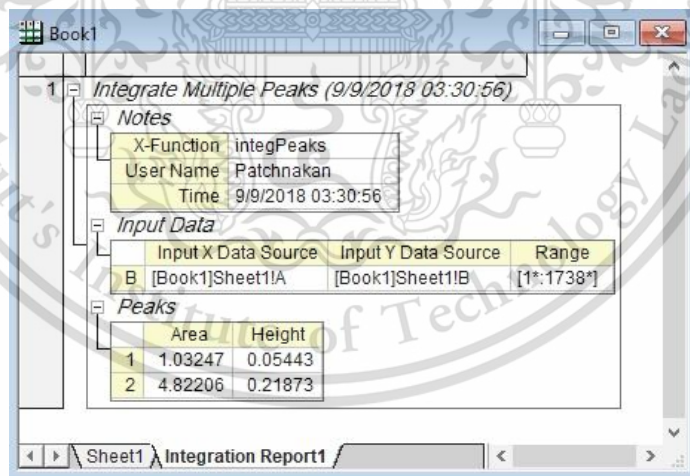 Book1
1 Integrate Multiple Peaks (9/9/2018 03:30:56)
Notes
X-Function integPeaks
User Name Patchnakan
Time 9/9/2018 03:30:56
Input Data
Input X Data Source Input Y Data Source Range
B [Book1]Sheet1!A [Book1]Sheet1!B [1*:1738*]
Peaks
Area Height
1 1.03247 0.05443
2 4.82206 0.21873
Sheet1 Integration Report1